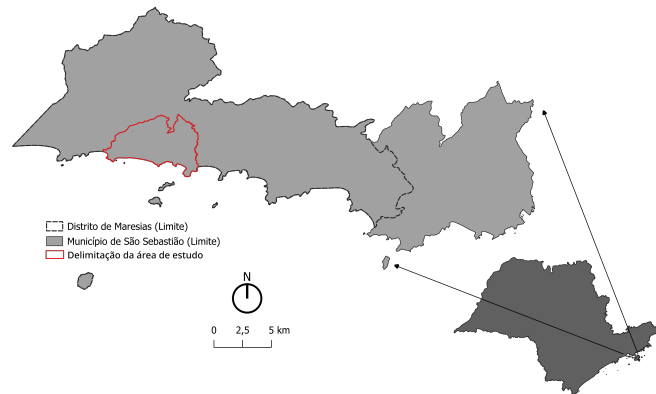 Distrito de Maresias (Limite)
Município de São Sebastião (Limite)
Delimitação da área de estudo
N
0 2,5 5 km